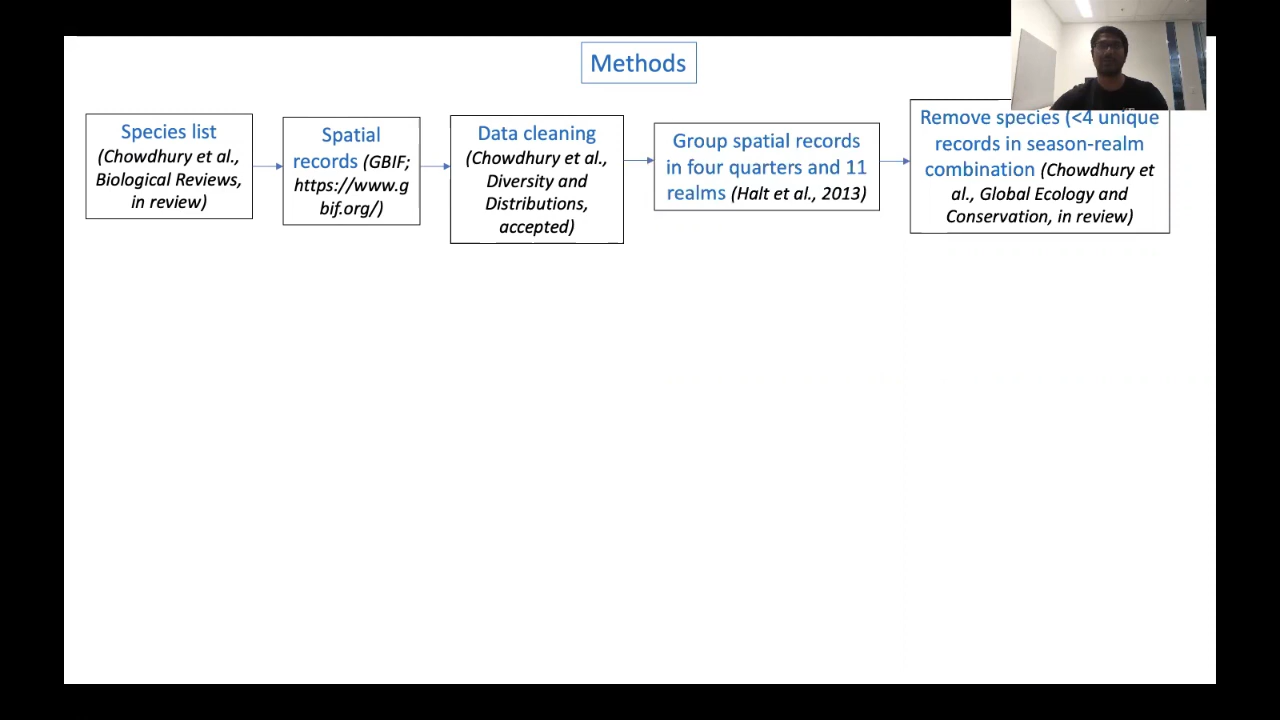 Methods
Species list
(Chowdhury et al.,
Biological Reviews,
in review)
Spatial
records (GBIF;
https://www.g
bif.org/)
Data cleaning
(Chowdhury et al.,
Diversity and
Distributions,
accepted)
Group spatial records
in four quarters and 11
realms (Halt et al., 2013)
Remove species (<4 unique
records in season-realm
combination (Chowdhury et
al., Global Ecology and
Conservation, in review)